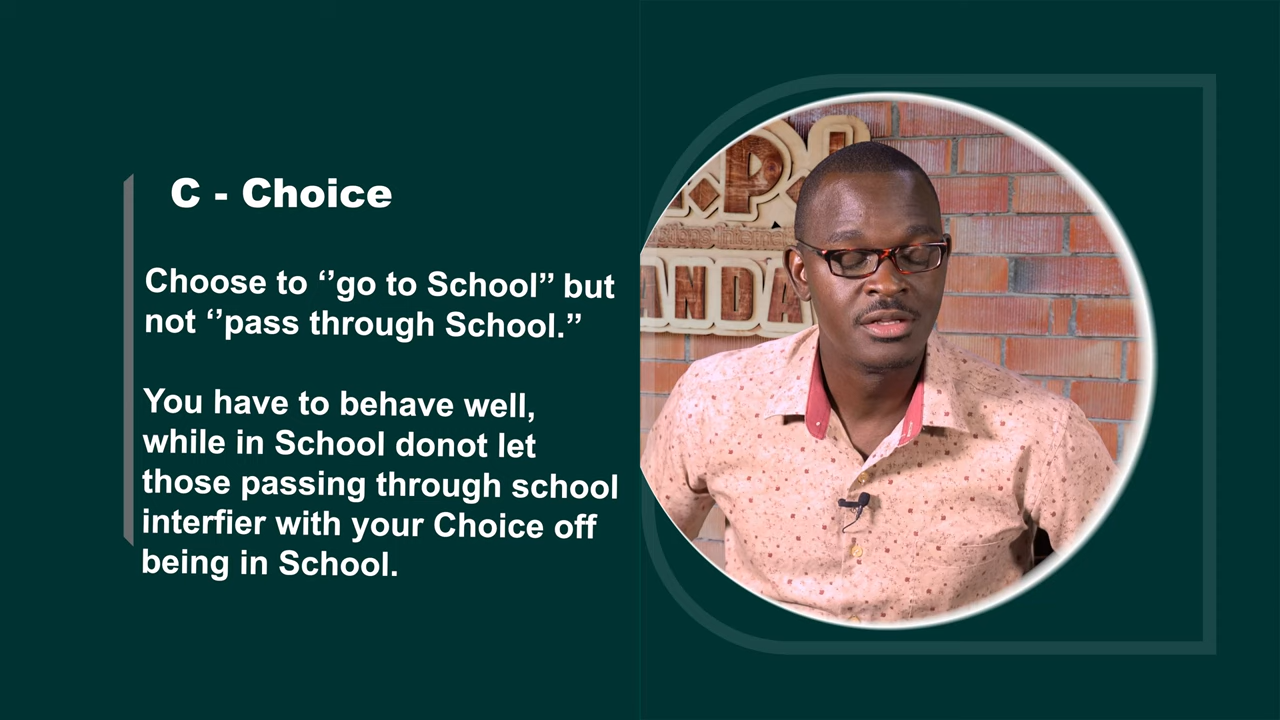 C - Choice
Choose to ‘’go to School’’ but
not ‘’pass through School.’’
You have to behave well,
while in School donot let
those passing through school
interfier with your Choice off
being in School.
.P.
ANDA